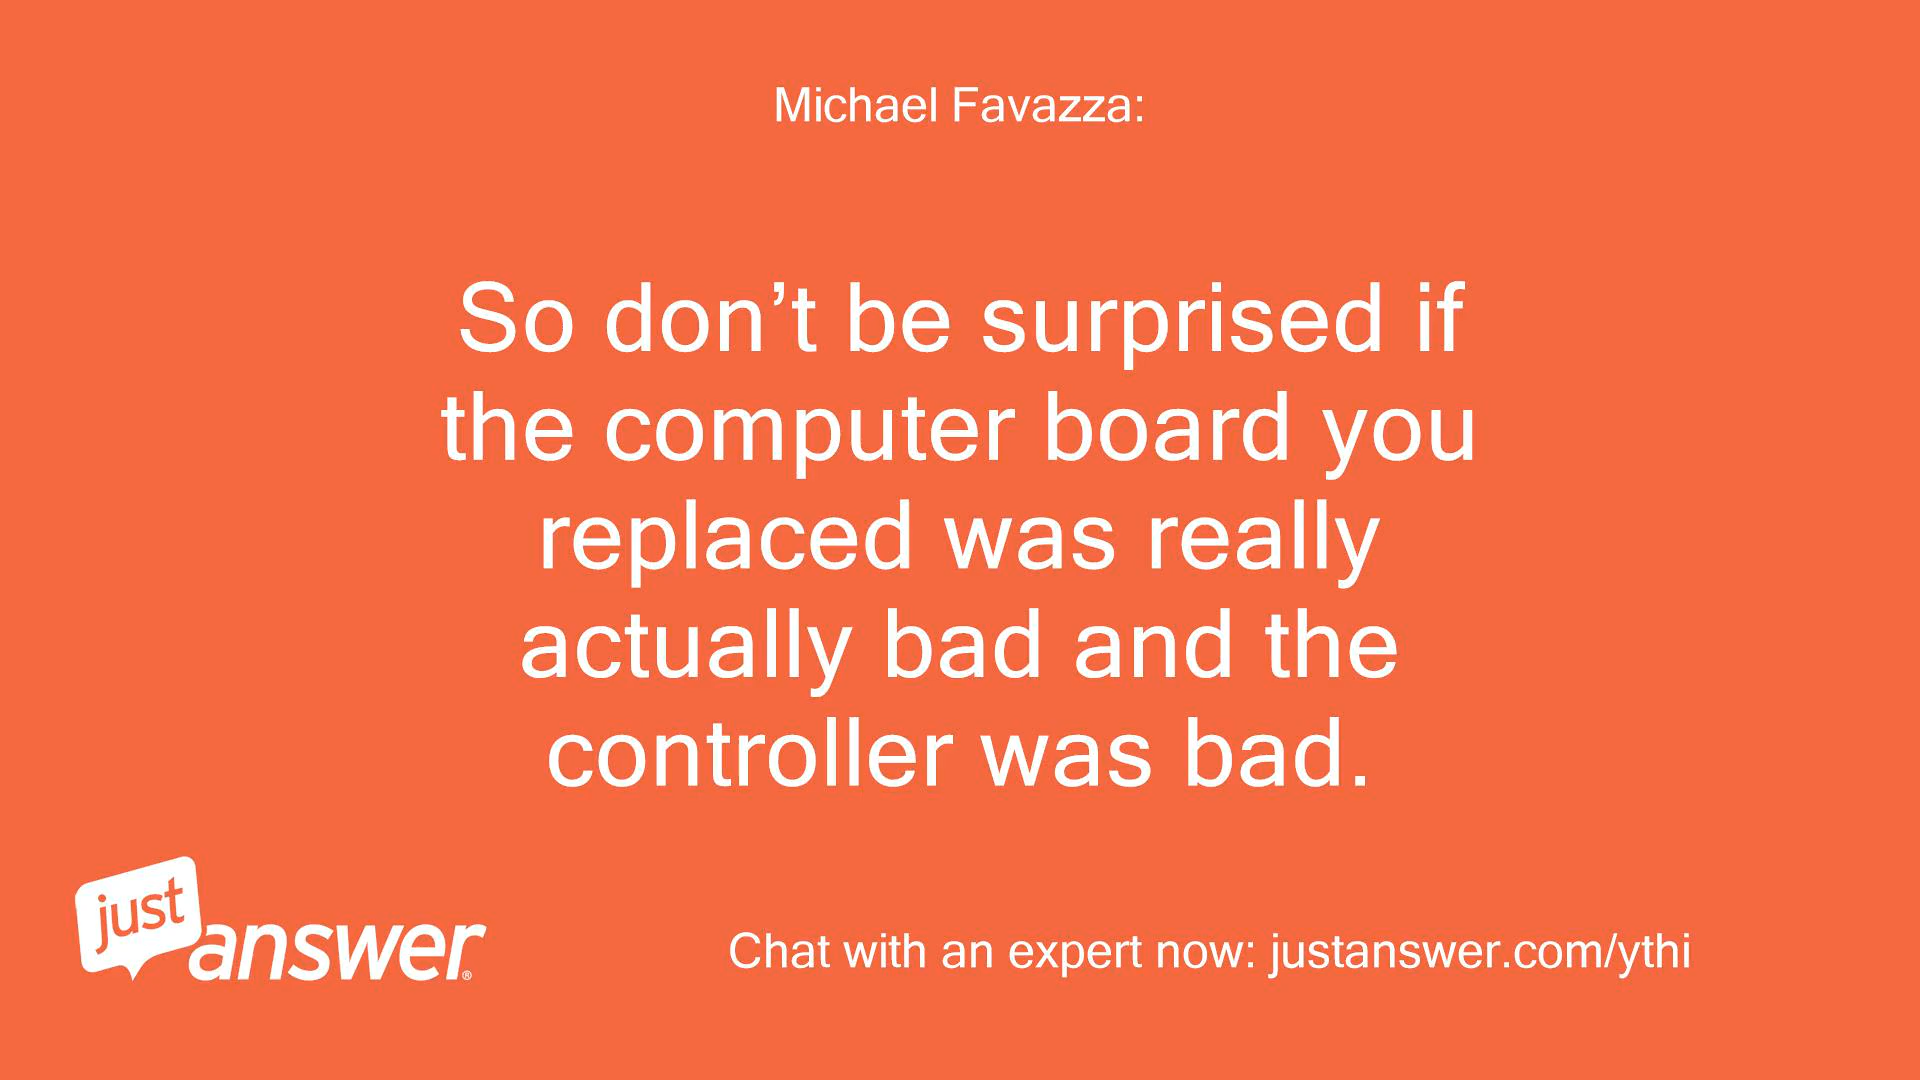 Michael Favazza:
So don’t be surprised if
the computer board you
replaced was really
actually bad and the
controller was bad.
just
answer®
Chat with an expert now: justanswer.com/ythi